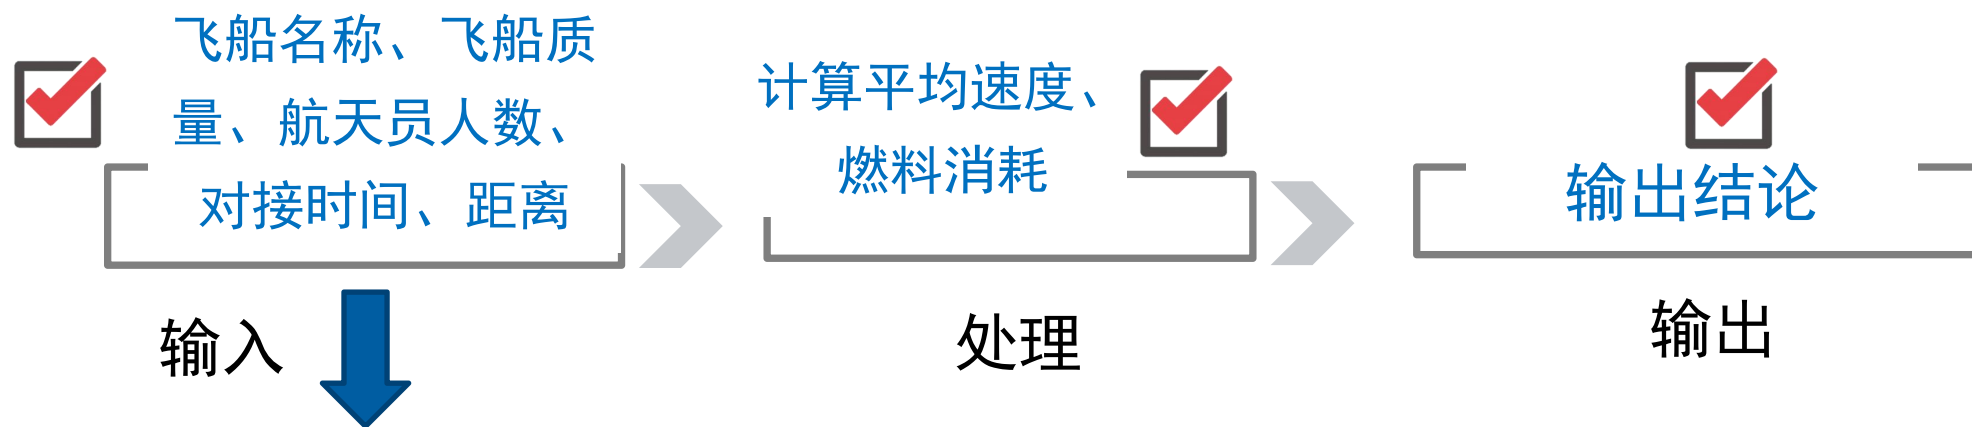 飞船名称、飞船质
量、航天员人数、
对接时间、距离
计算平均速度、
燃料消耗
输出结论
输入
处理
输出